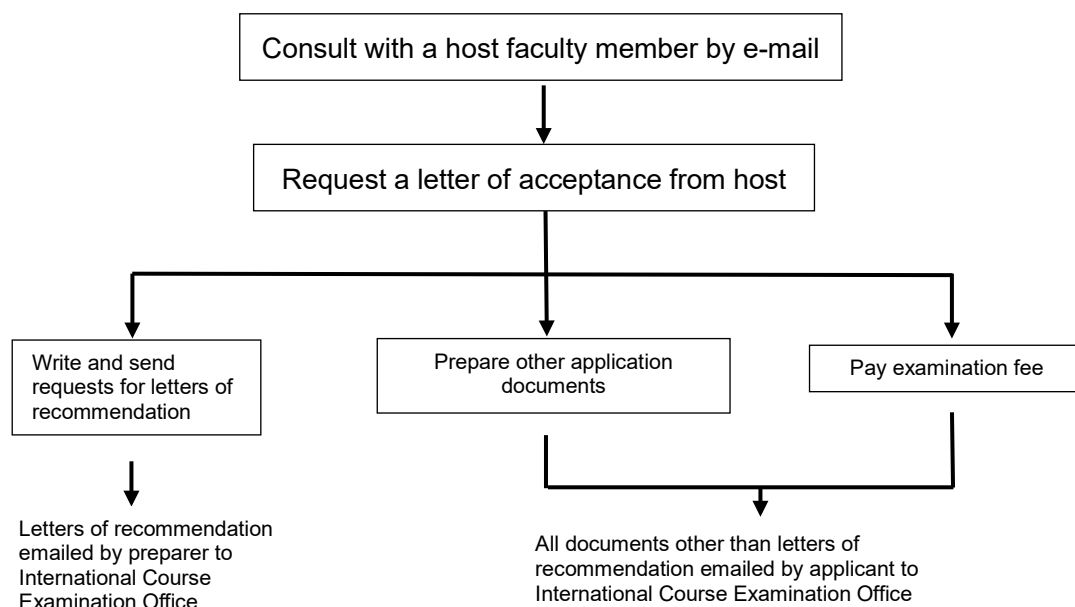 Consult with a host faculty member by e-mail
Request a letter of acceptance from host
Write and send
requests for letters of
recommendation
Prepare other application
documents
Pay examination fee
Letters of recommendation
emailed by preparer to
International Course
Examination Office
All documents other than letters of
recommendation emailed by applicant to
International Course Examination Office